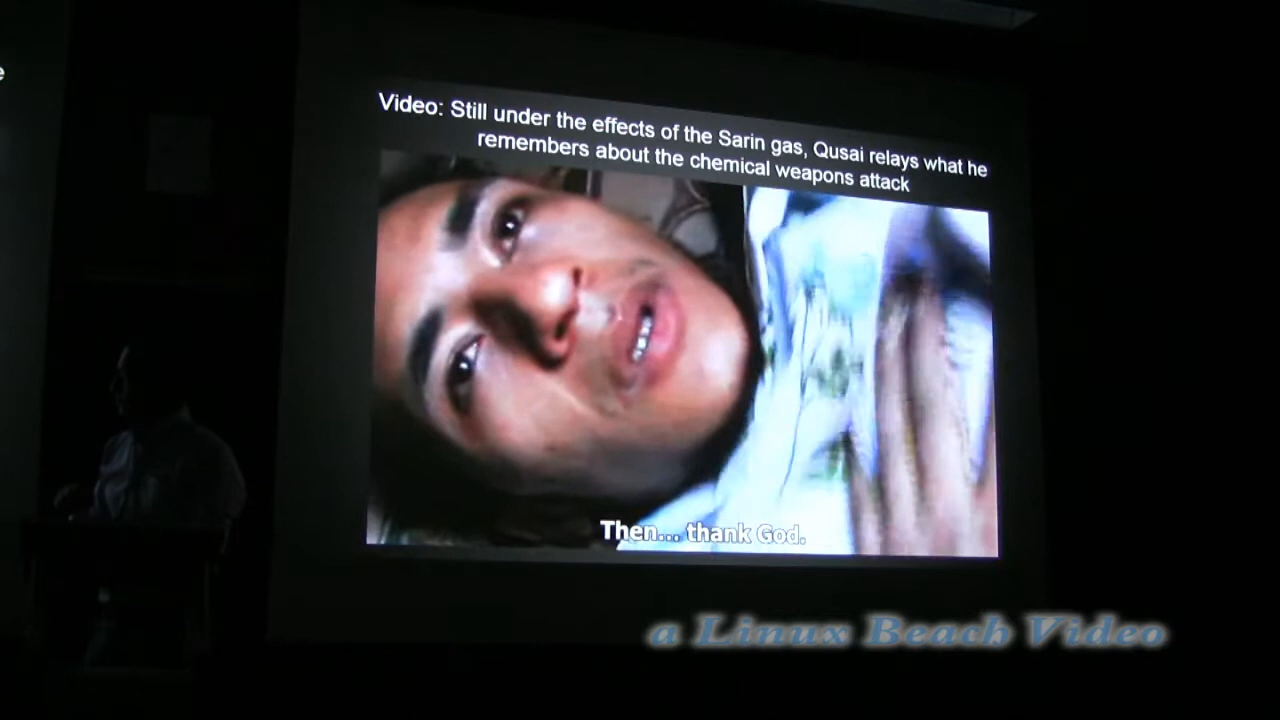 e
Video: Still under the effects of the Sarin gas, Qusai relays what he
remembers about the chemical weapons attack
Then... thank God.
a Linux Beach Video